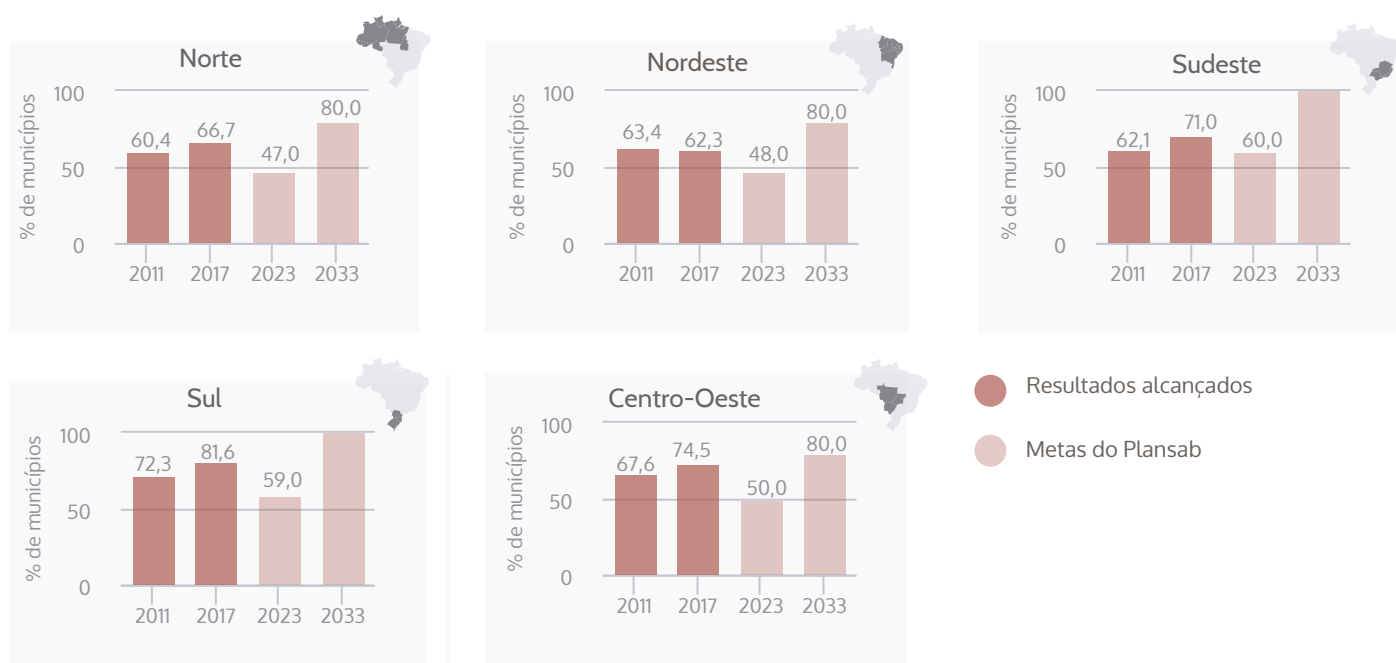 Norte
% de municípios
100
50
0
60,4
66,7
47,0
80,0
2011 2017 2023 2033
Nordeste
% de municípios
100
50
0
63,4
62,3
48,0
80,0
2011 2017 2023 2033
Sudeste
% de municípios
100
50
0
62,1
71,0
60,0
2011 2017 2023 2033
Sul
% de municípios
100
50
0
72,3
81,6
59,0
2011 2017 2023 2033
Centro-Oeste
% de municípios
100
50
0
67,6
74,5
50,0
80,0
2011 2017 2023 2033
Resultados alcançados
Metas do Plansab